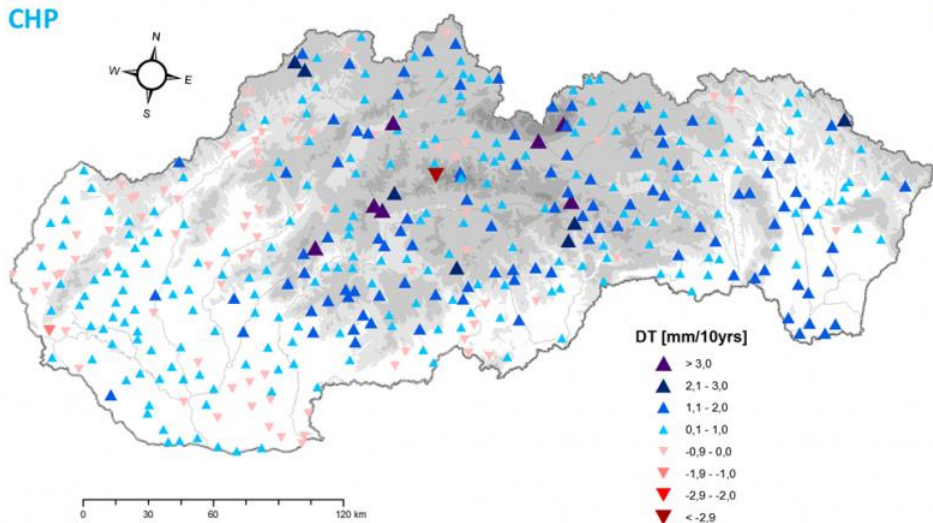 CHP
N
W E
S
DT [mm/10yrs]
> 3,0
2,1 - 3,0
1,1 - 2,0
0,1 - 1,0
-0,9 - 0,0
-1,9 - -1,0
-2,9 - -2,0
< -2,9
0 30 60 120 km